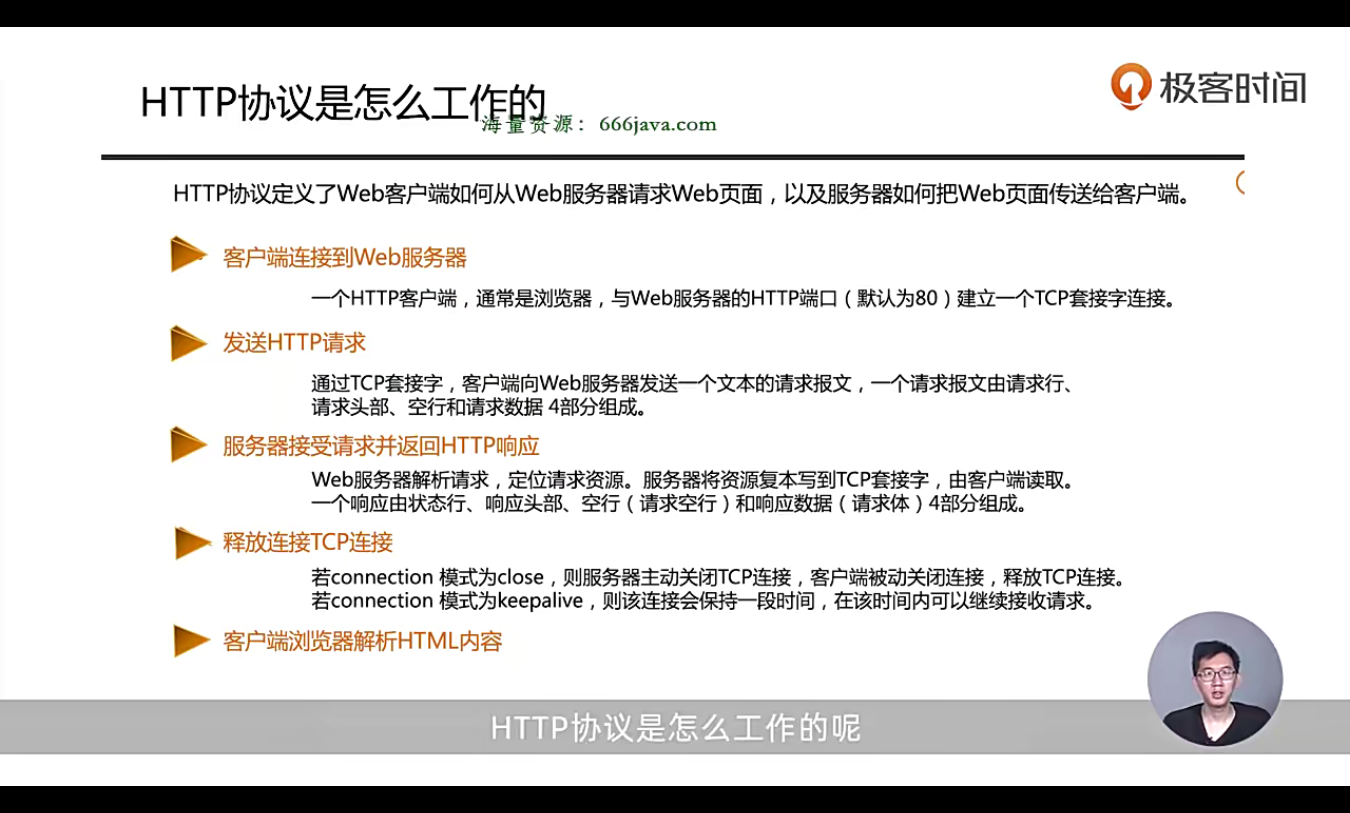 极客时间
HTTP协议是怎么工作的
海量资源：666java.com
HTTP协议定义了Web客户端如何从Web服务器请求Web页面，以及服务器如何把Web页面传送给客户端。
客户端连接到Web服务器
一个HTTP客户端，通常是浏览器，与Web服务器的HTTP端口（默认为80）建立一个TCP套接字连接。
发送HTTP请求
通过TCP套接字，客户端向Web服务器发送一个文本的请求报文，一个请求报文由请求行、
请求头部、空行和请求数据 4部分组成。
服务器接受请求并返回HTTP响应
Web服务器解析请求，定位请求资源。服务器将资源复本写到TCP套接字，由客户端读取。
一个响应由状态行、响应头部、空行（请求空行）和响应数据（请求体）4部分组成。
释放连接TCP连接
若connection 模式为close，则服务器主动关闭TCP连接，客户端被动关闭连接，释放TCP连接。
若connection 模式为keepalive，则该连接会保持一段时间，在该时间内可以继续接收请求。
客户端浏览器解析HTML内容
HTTP协议是怎么工作的呢